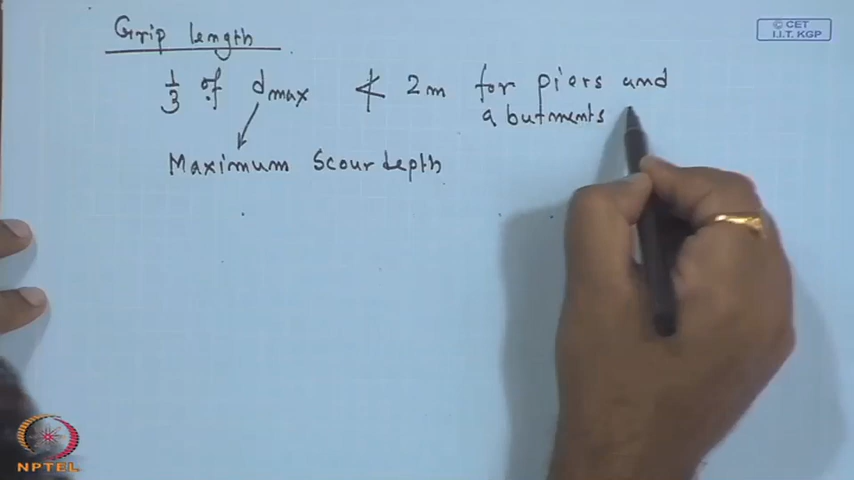 Grip length
© CET
I.I.T. KGP
1/3 of dmax ≮ 2m for piers and
abutments
Maximum Scour depth
NPTEL